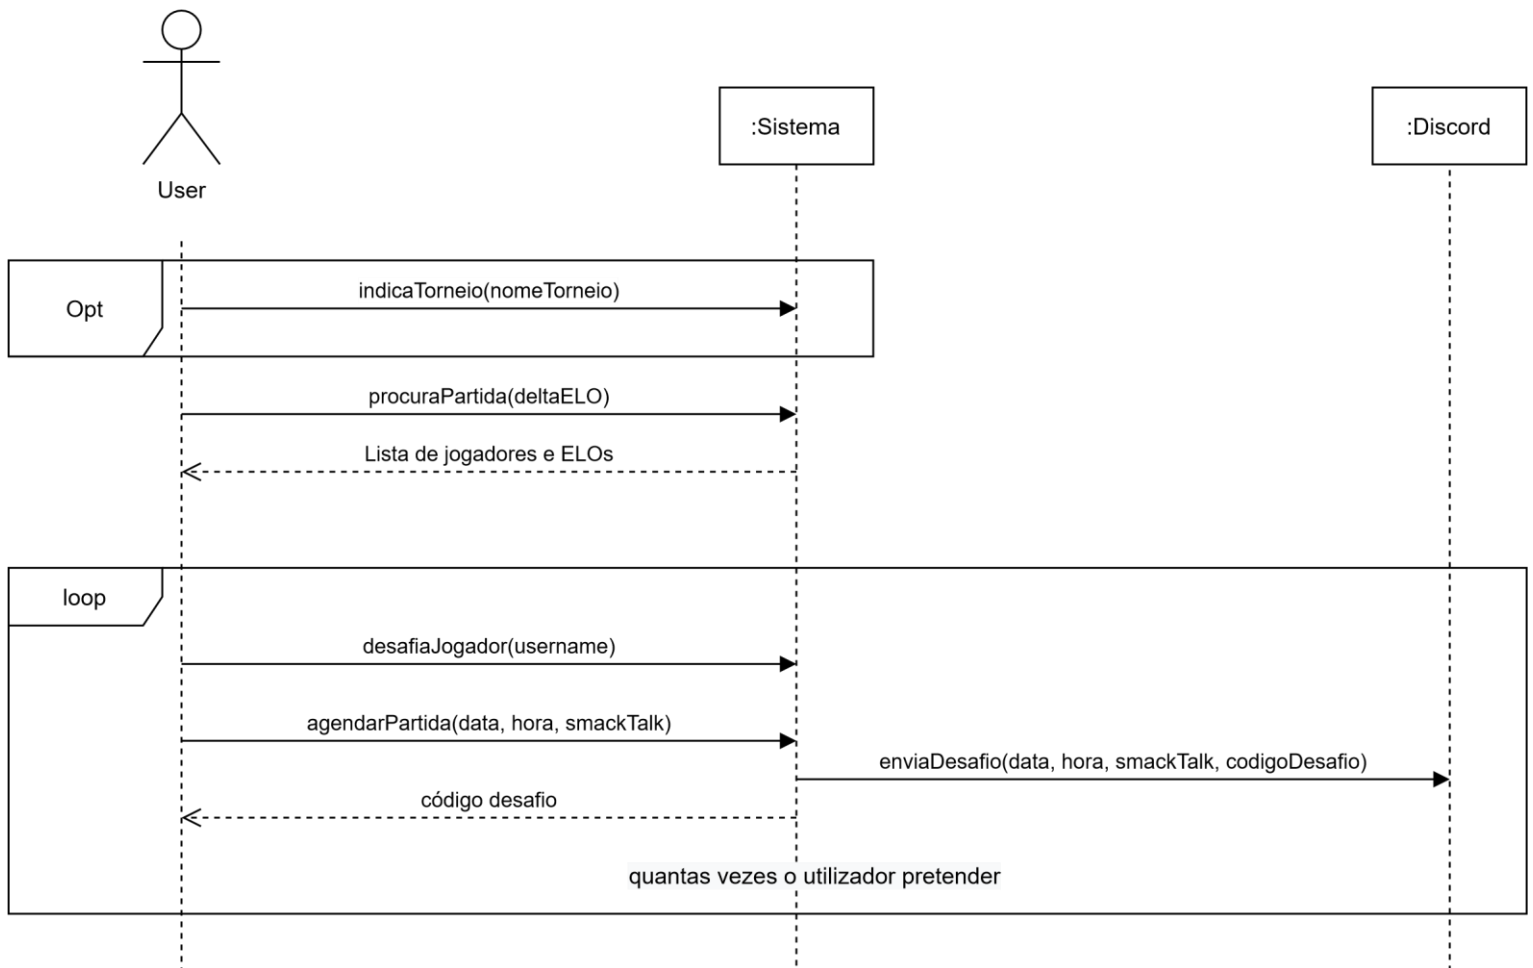 :Sistema
:Discord
User
Opt
indicaTorneio(nomeTorneio)
procuraPartida(deltaELO)
Lista de jogadores e ELOs
loop
desafiaJogador(username)
agendarPartida(data, hora, smackTalk)
enviaDesafio(data, hora, smackTalk, codigoDesafio)
código desafio
quantas vezes o utilizador pretender